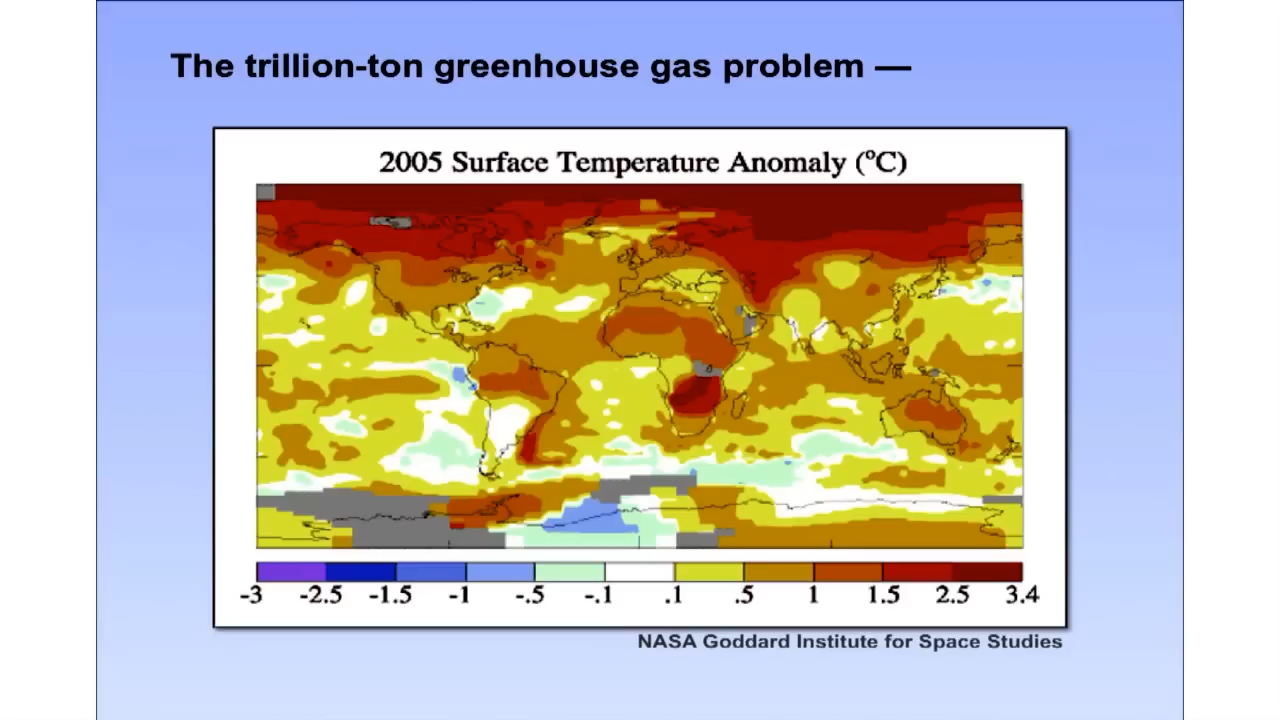 The trillion-ton greenhouse gas problem —
2005 Surface Temperature Anomaly (°C)
-3 -2.5 -1.5 -1 -.5 -.1 .1 .5 1 1.5 2.5 3.4
NASA Goddard Institute for Space Studies